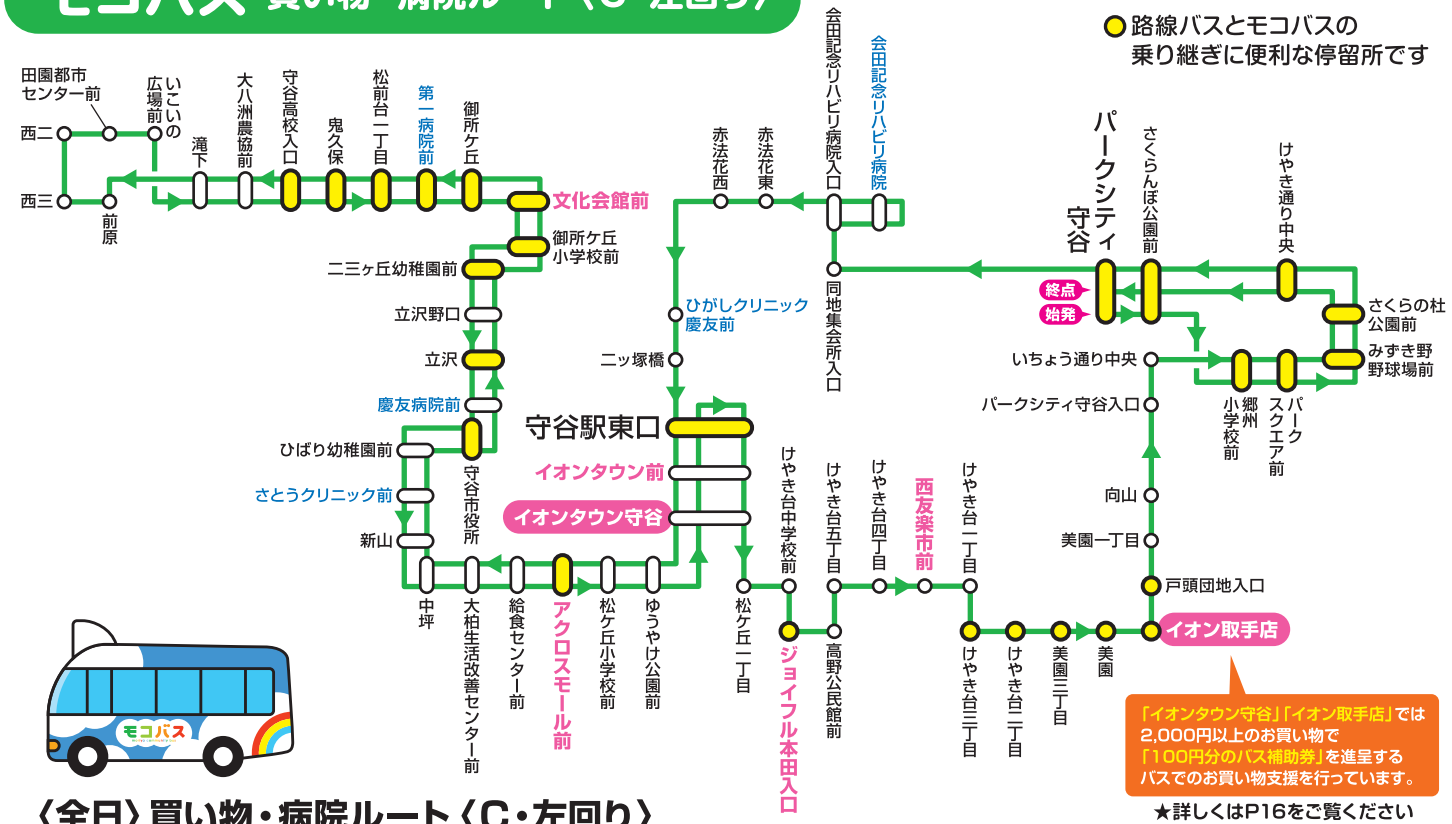 モコバス 買い物・病院ルート〈C・左回り〉
路線バスとモコバスの
乗り継ぎに便利な停留所です
田園都市
センター前
いこいの
広場前
西二
西三
前原
滝下
大八洲農協前
守谷高校入口
鬼久保
松前台一丁目
第一病院前
御所ケ丘
文化会館前
御所ケ丘
小学校前
二三ヶ丘幼稚園前
立沢野口
立沢
慶友病院前
ひばり幼稚園前
さとうクリニック前
新山
守谷市役所
中坪
大柏生活改善センター前
給食センター前
アクロスモール前
松ケ丘小学校前
ゆうやけ公園前
赤法花西
赤法花東
会田記念リハビリ病院入口
会田記念リハビリ病院
同地集会所入口
ひがしクリニック
慶友前
二ッ塚橋
守谷駅東口
イオンタウン前
イオンタウン守谷
松ケ丘一丁目
けやき台中学校前
ジョイフル本田入口
けやき台五丁目
高野公民館前
けやき台四丁目
西友楽市前
けやき台一丁目
けやき台三丁目
けやき台二丁目
美園三丁目
美園
イオン取手店
戸頭団地入口
美園一丁目
向山
パークシティ守谷入口
いちょう通り中央
パークシティ
守谷
終点
始発
さくらんぼ公園前
けやき通り中央
さくらの杜
公園前
みずき野
野球場前
郷州
小学校前
パーク
スクエア前
「イオンタウン守谷」「イオン取手店」では
2,000円以上のお買い物で
「100円分のバス補助券」を進呈する
バスでのお買い物支援を行っています。
★詳しくはP16をご覧ください
モコバス
〈全日〉買い物・病院ルート〈C・左回り〉